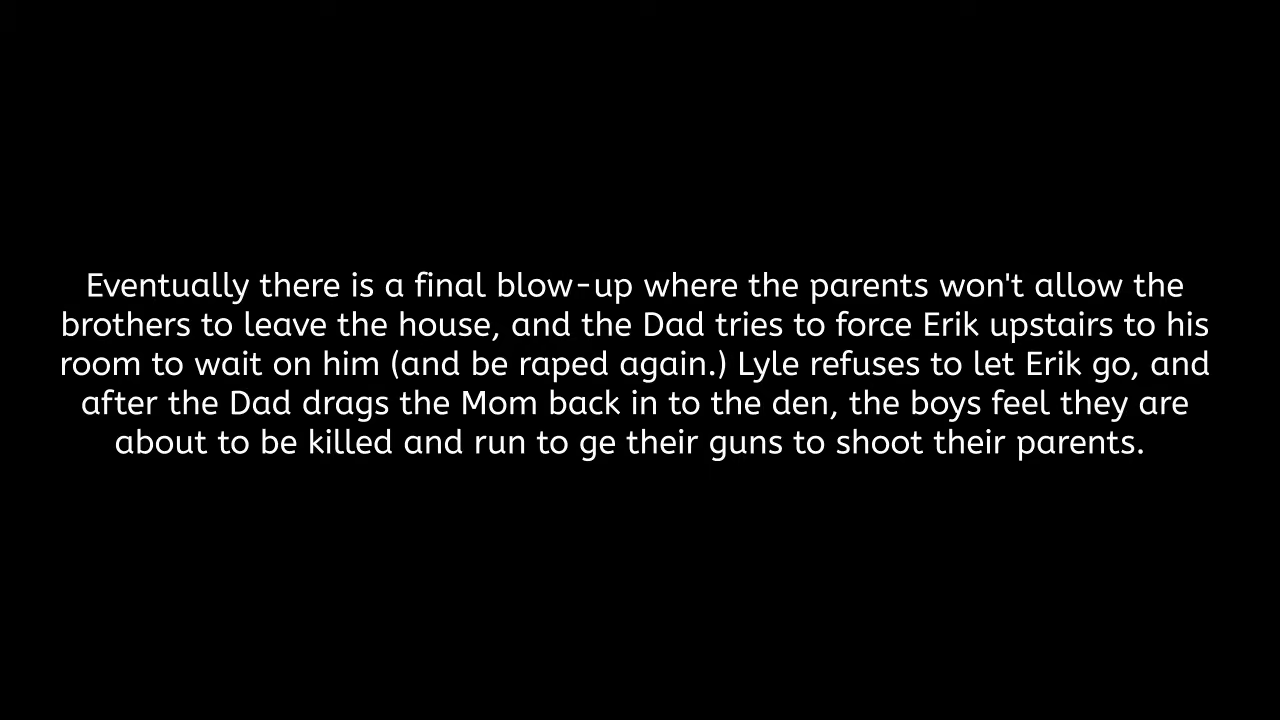 Eventually there is a final blow-up where the parents won't allow the
brothers to leave the house, and the Dad tries to force Erik upstairs to his
room to wait on him (and be raped again.) Lyle refuses to let Erik go, and
after the Dad drags the Mom back in to the den, the boys feel they are
about to be killed and run to ge their guns to shoot their parents.